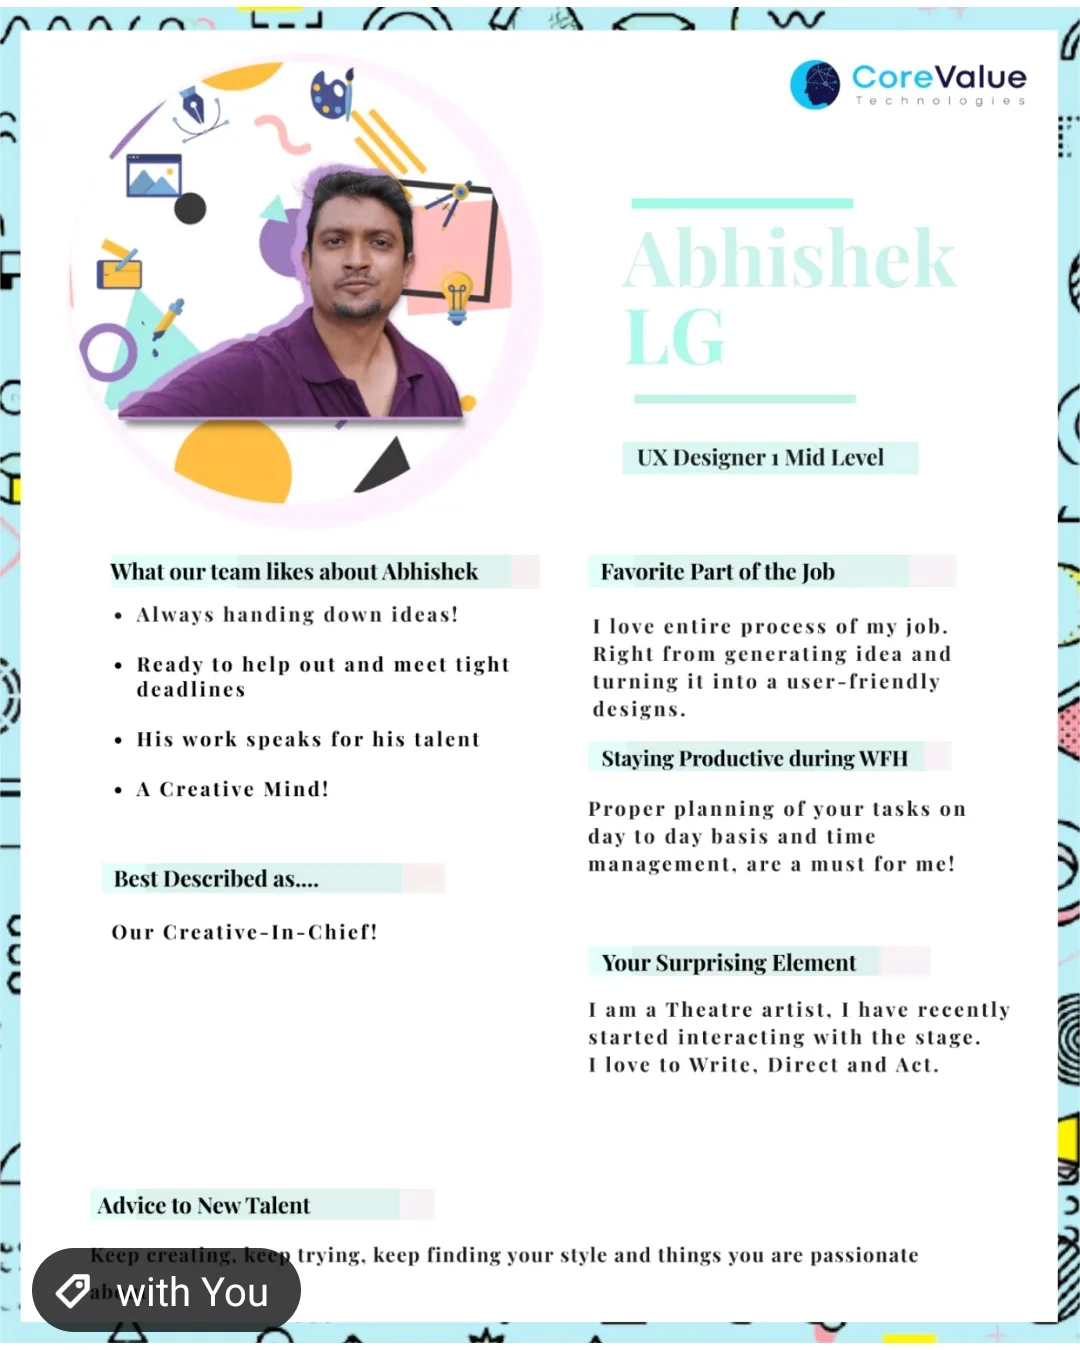 CoreValue
Technologies
Abhishek
LG
UX Designer 1 Mid Level
What our team likes about Abhishek
• Always handing down ideas!
• Ready to help out and meet tight
deadlines
• His work speaks for his talent
• A Creative Mind!
Best Described as....
Our Creative-In-Chief!
Favorite Part of the Job
I love entire process of my job.
Right from generating idea and
turning it into a user-friendly
designs.
Staying Productive during WFH
Proper planning of your tasks on
day to day basis and time
management, are a must for me!
Your Surprising Element
I am a Theatre artist, I have recently
started interacting with the stage.
I love to Write, Direct and Act.
Advice to New Talent
Keep creating, keep trying, keep finding your style and things you are passionate
with You